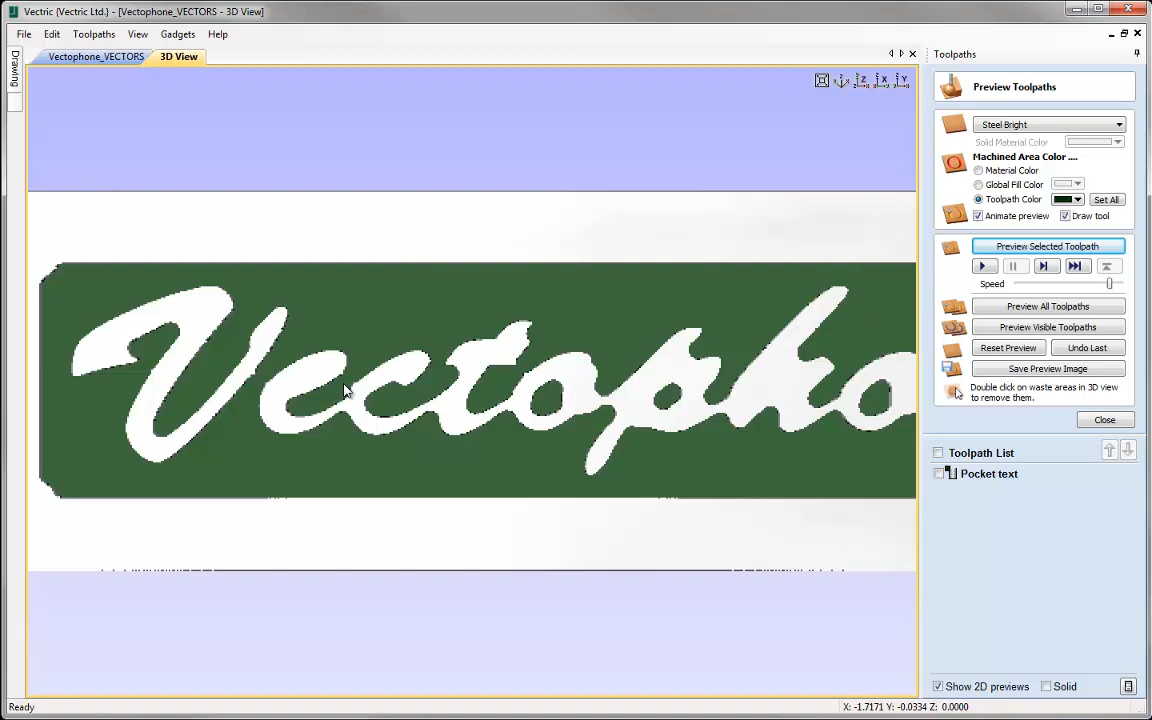 Vectric {Vectric Ltd.} - [Vectophone_VECTORS - 3D View]
File Edit Toolpaths View Gadgets Help
Drawing
Vectophone_VECTORS 3D View
Z X Y
Vectopho
Toolpaths
Preview Toolpaths
Steel Bright
Solid Material Color
Machined Area Color ....
Material Color
Global Fill Color
Toolpath Color Set All
Animate preview Draw tool
Preview Selected Toolpath
Speed
Preview All Toolpaths
Preview Visible Toolpaths
Reset Preview Undo Last
Save Preview Image
Double click on waste areas in 3D view
to remove them.
Close
Toolpath List
Pocket text
Show 2D previews Solid
Ready X: -1.7171 Y: -0.0334 Z: 0.0000